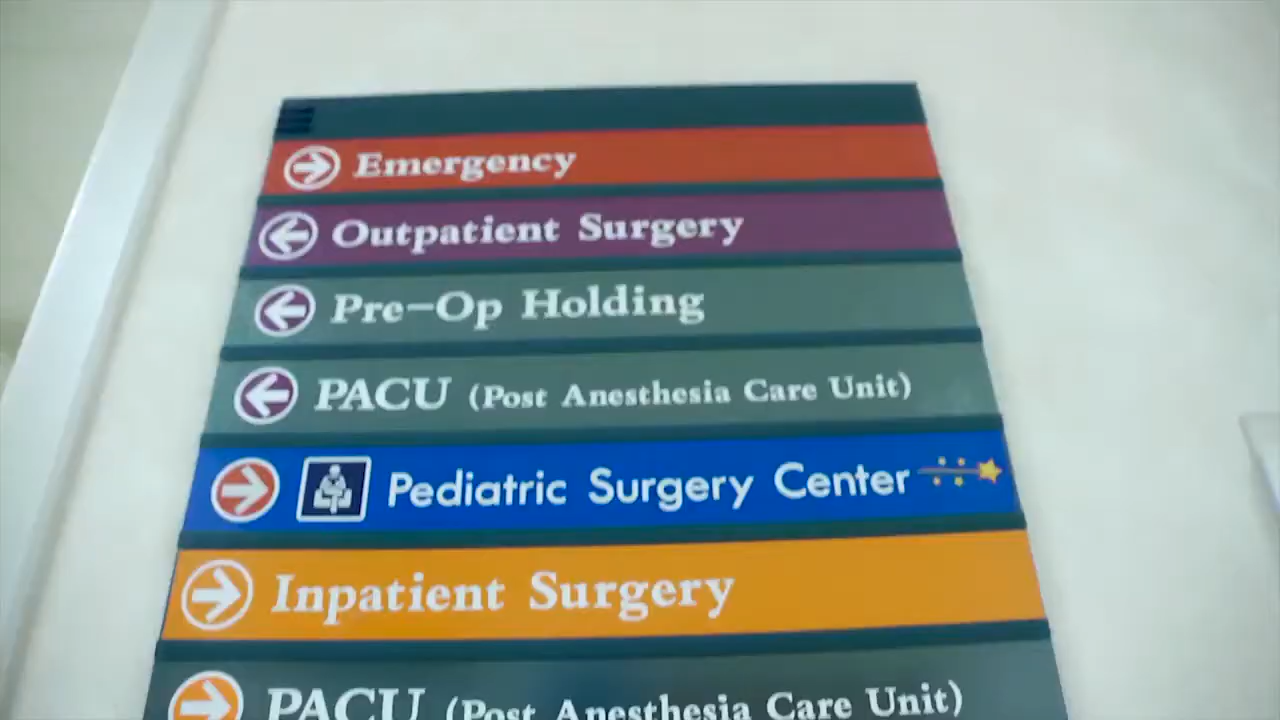 Emergency
Outpatient Surgery
Pre-Op Holding
PACU (Post Anesthesia Care Unit)
Pediatric Surgery Center
Inpatient Surgery
PACU (Post Anesthesia Care Unit)